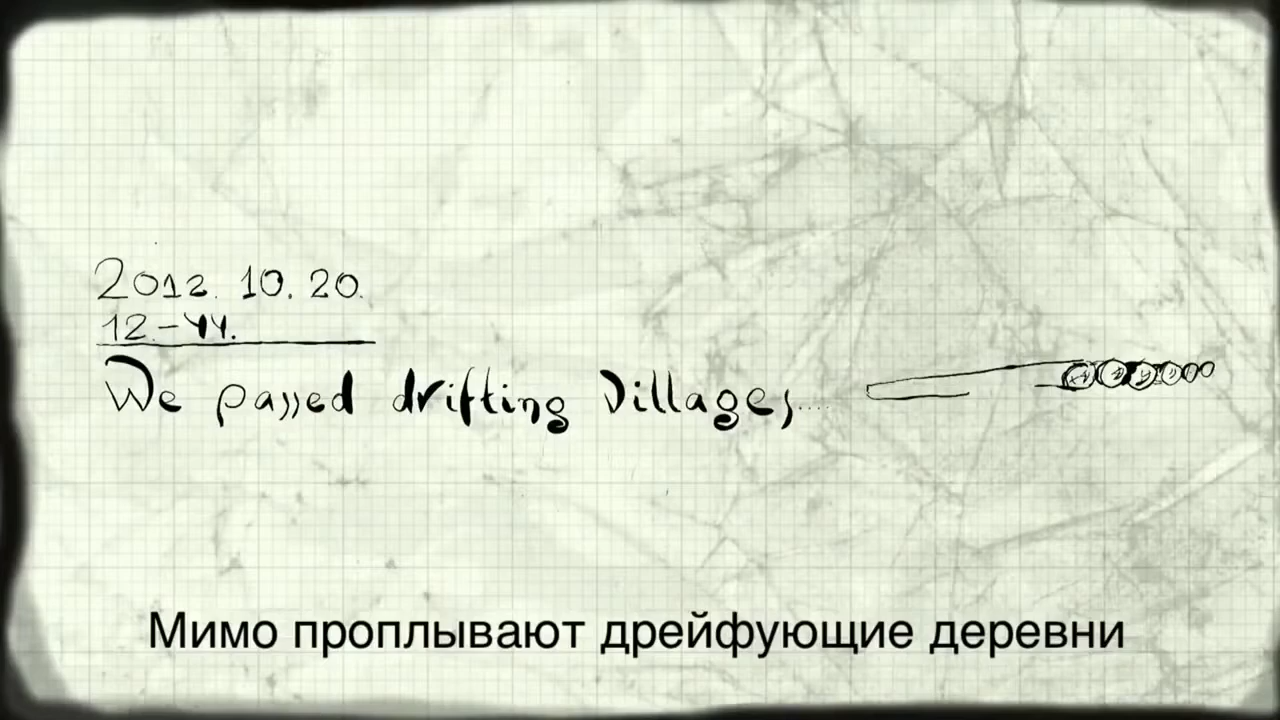 2012. 10. 20.
12-44.
We passed drifting Villages....
Мимо проплывают дрейфующие деревни